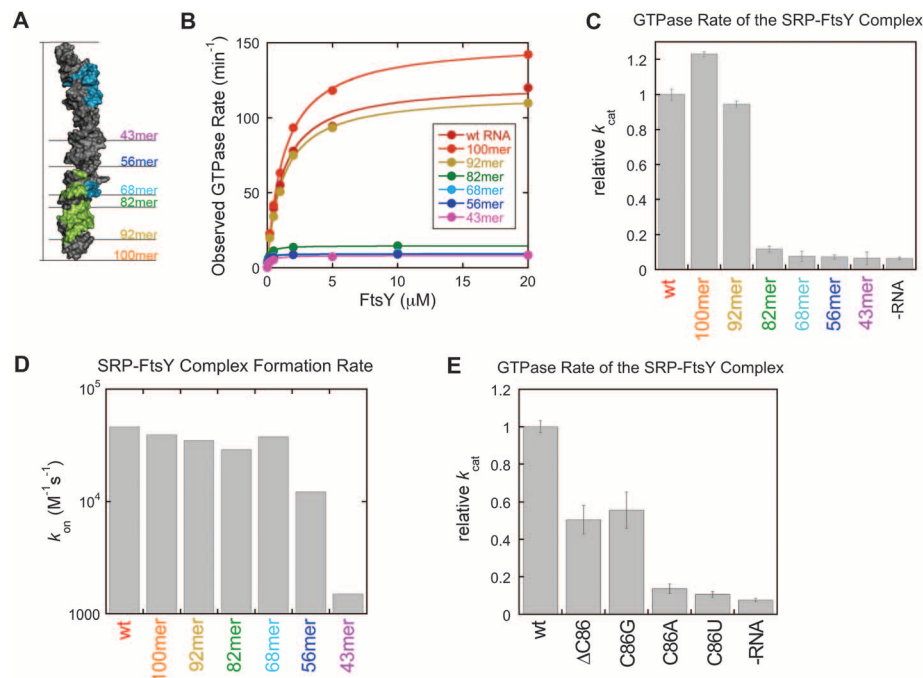 A
43mer
56mer
68mer
82mer
92mer
100mer
B
Observed GTPase Rate (min-1)
150
100
50
0
0
5
10
15
20
FtsY (μM)
wt RNA
100mer
92mer
82mer
68mer
56mer
43mer
C
GTPase Rate of the SRP-FtsY Complex
relative kcat
1.2
1
0.8
0.6
0.4
0.2
0
wt
100mer
92mer
82mer
68mer
56mer
43mer
-RNA
D
SRP-FtsY Complex Formation Rate
kon (M-1s-1)
10^5
10^4
1000
wt
100mer
92mer
82mer
68mer
56mer
43mer
E
GTPase Rate of the SRP-FtsY Complex
relative kcat
1.2
1
0.8
0.6
0.4
0.2
0
wt
ΔC86
C86G
C86A
C86U
-RNA